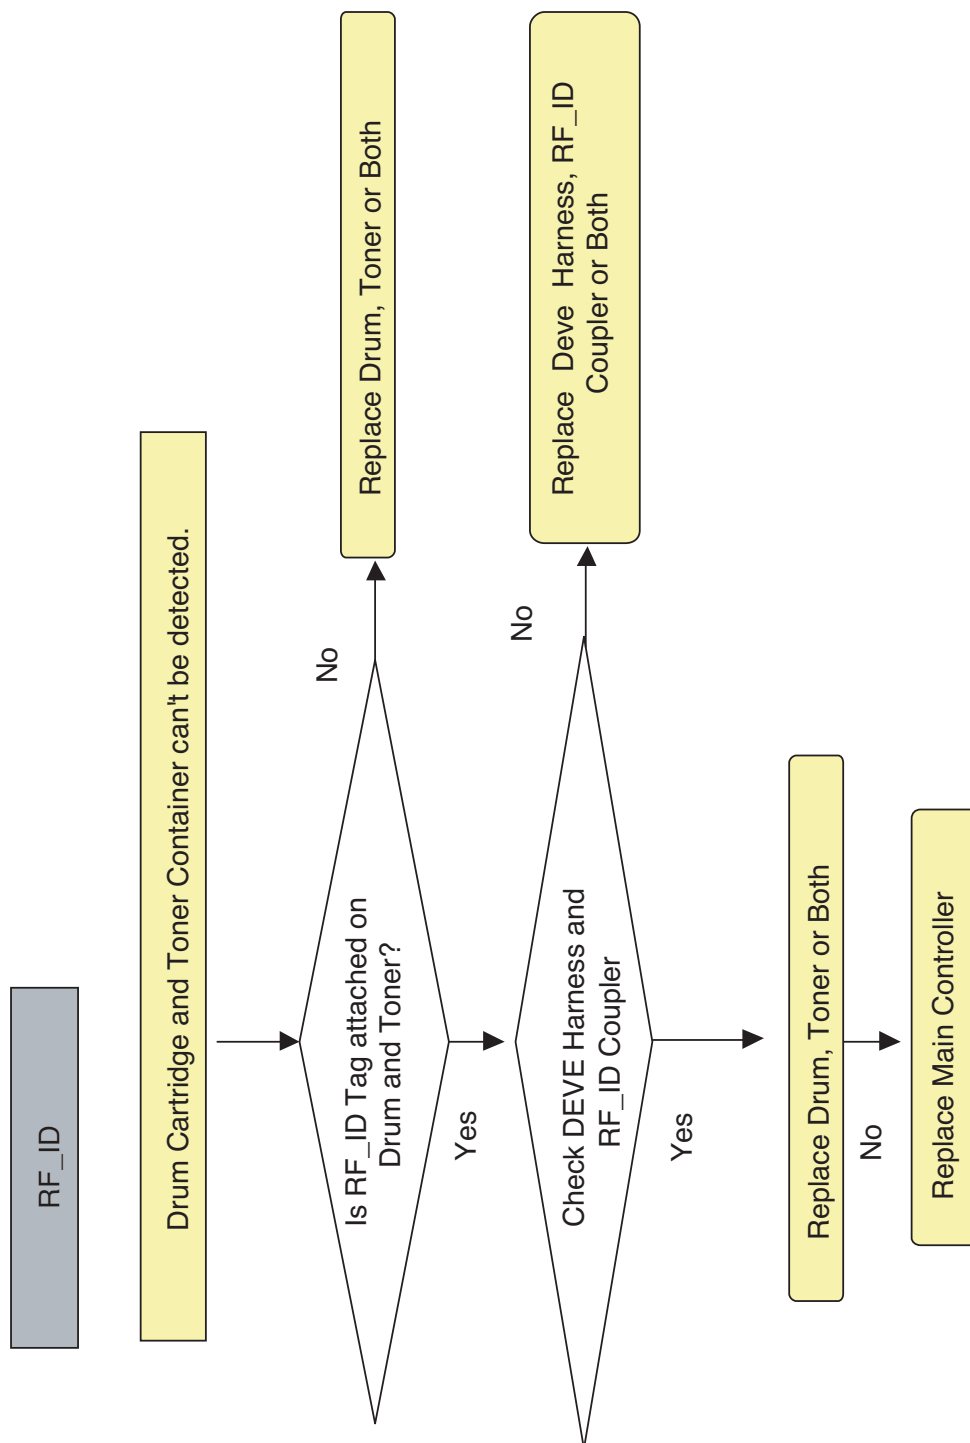 RF_ID
Drum Cartridge and Toner Container can't be detected.
Is RF_ID Tag attached on
Drum and Toner?
No
Replace Drum, Toner or Both
Yes
Check DEVE Harness and
RF_ID Coupler
No
Replace Deve Harness, RF_ID
Coupler or Both
Yes
Replace Drum, Toner or Both
No
Replace Main Controller